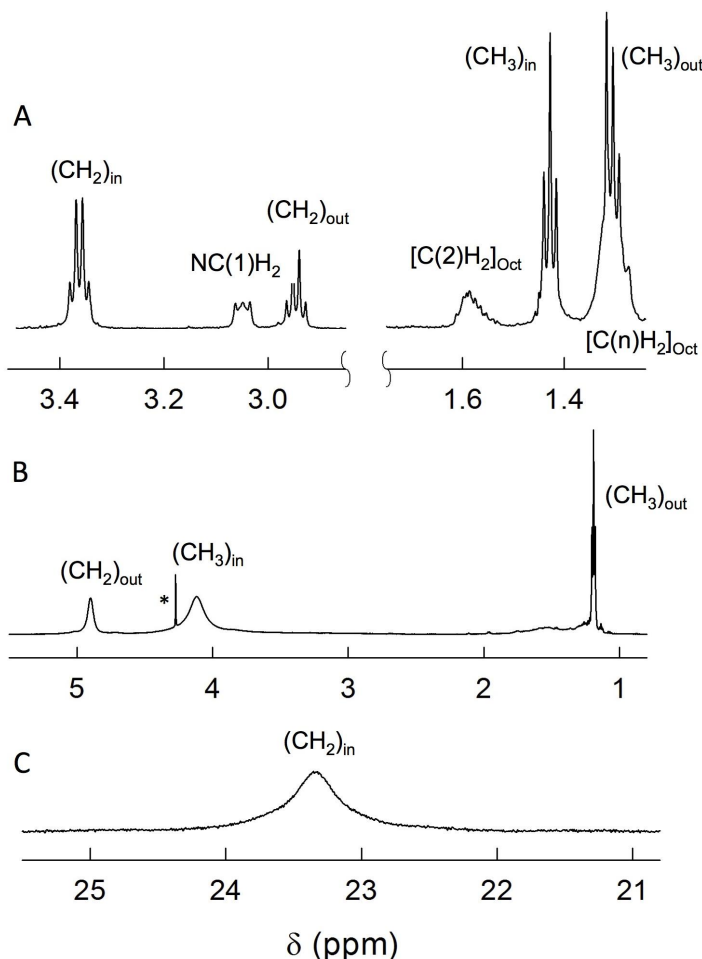 A
(CH₂)in
NC(1)H₂
(CH₂)out
[C(2)H₂]Oct
(CH₃)in
(CH₃)out
[C(n)H₂]Oct
3.4 3.2 3.0 1.6 1.4
B
(CH₂)out
*
(CH₃)in
(CH₃)out
5 4 3 2 1
C
(CH₂)in
25 24 23 22 21
δ (ppm)